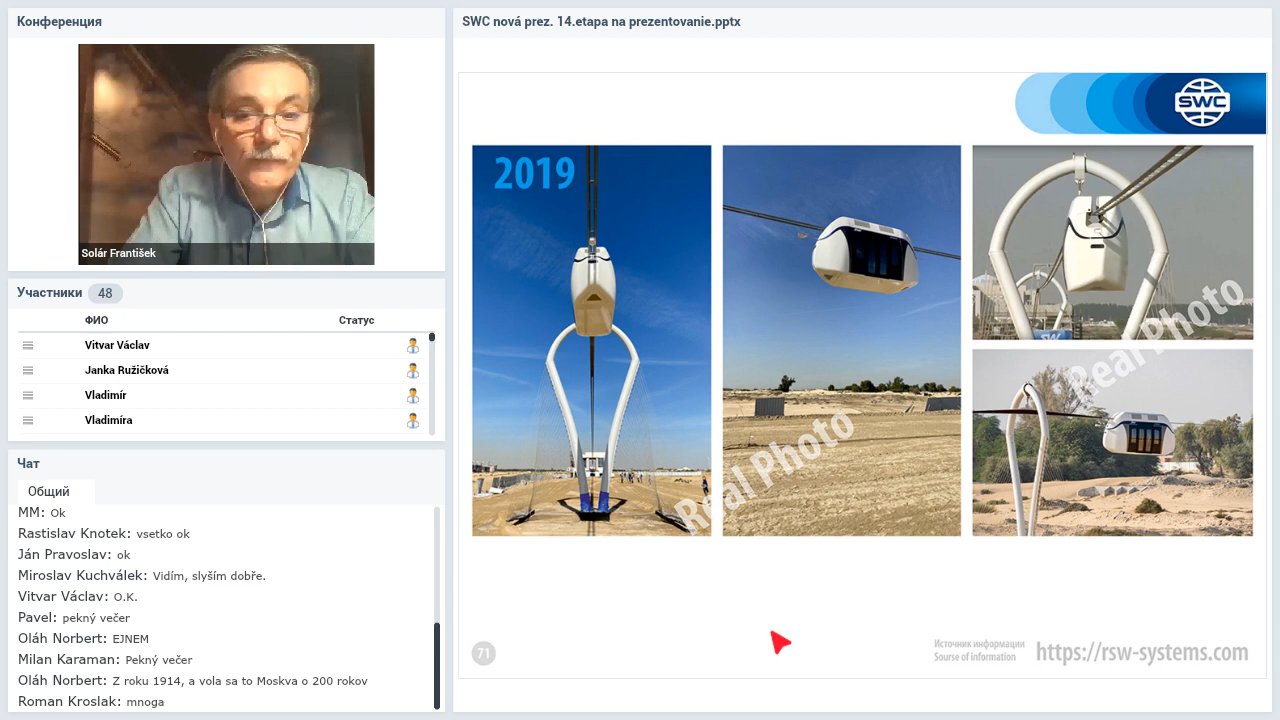 Конференция
Solár František
Участники 48
ФИО Статус
Vitvar Václav
Janka Ružičková
Vladimír
Vladimíra
Чат
Общий
MM: Ok
Rastislav Knotek: vsetko ok
Ján Pravoslav: ok
Miroslav Kuchválek: Vidím, slyším dobře.
Vitvar Václav: O.K.
Pavel: pekný večer
Oláh Norbert: EJNEM
Milan Karaman: Pekný večer
Oláh Norbert: Z roku 1914, a vola sa to Moskva o 200 rokov
Roman Kroslak: mnoga
SWC nová prez. 14.etapa na prezentovanie.pptx
SWC
2019
Real Photo
Real Photo
71
Источник информации
Sourse of information
https://rsw-systems.com